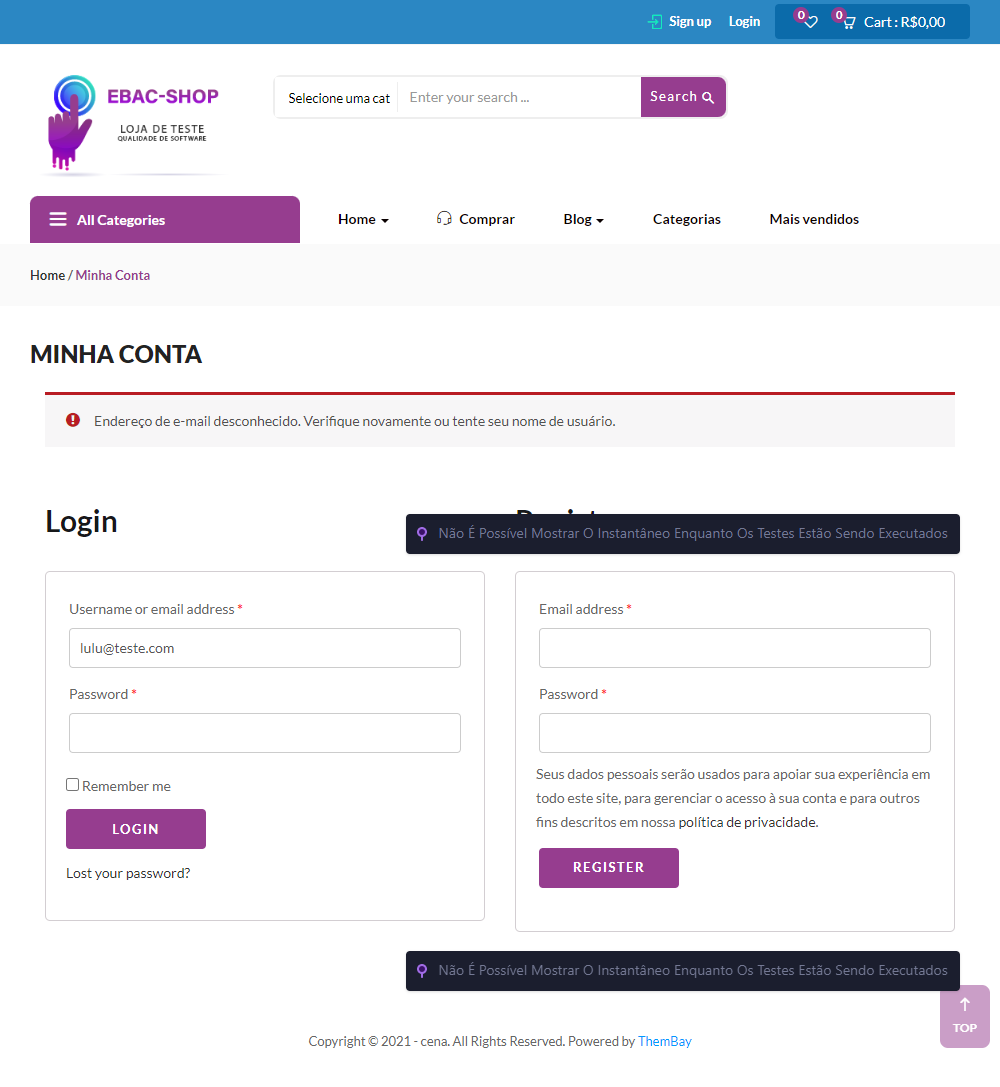 Sign up
Login
0
0
Cart : R$0,00
EBAC-SHOP
LOJA DE TESTE
QUALIDADE DE SOFTWARE
Selecione uma cat
Enter your search ...
Search
All Categories
Home
Comprar
Blog
Categorias
Mais vendidos
Home / Minha Conta
MINHA CONTA
Endereço de e-mail desconhecido. Verifique novamente ou tente seu nome de usuário.
Login
Não É Possível Mostrar O Instantâneo Enquanto Os Testes Estão Sendo Executados
Username or email address *
lulu@teste.com
Password *
Remember me
LOGIN
Lost your password?
Email address *
Password *
Seus dados pessoais serão usados para apoiar sua experiência em
todo este site, para gerenciar o acesso à sua conta e para outros
fins descritos em nossa política de privacidade.
REGISTER
Não É Possível Mostrar O Instantâneo Enquanto Os Testes Estão Sendo Executados
TOP
Copyright © 2021 - cena. All Rights Reserved. Powered by ThemBay